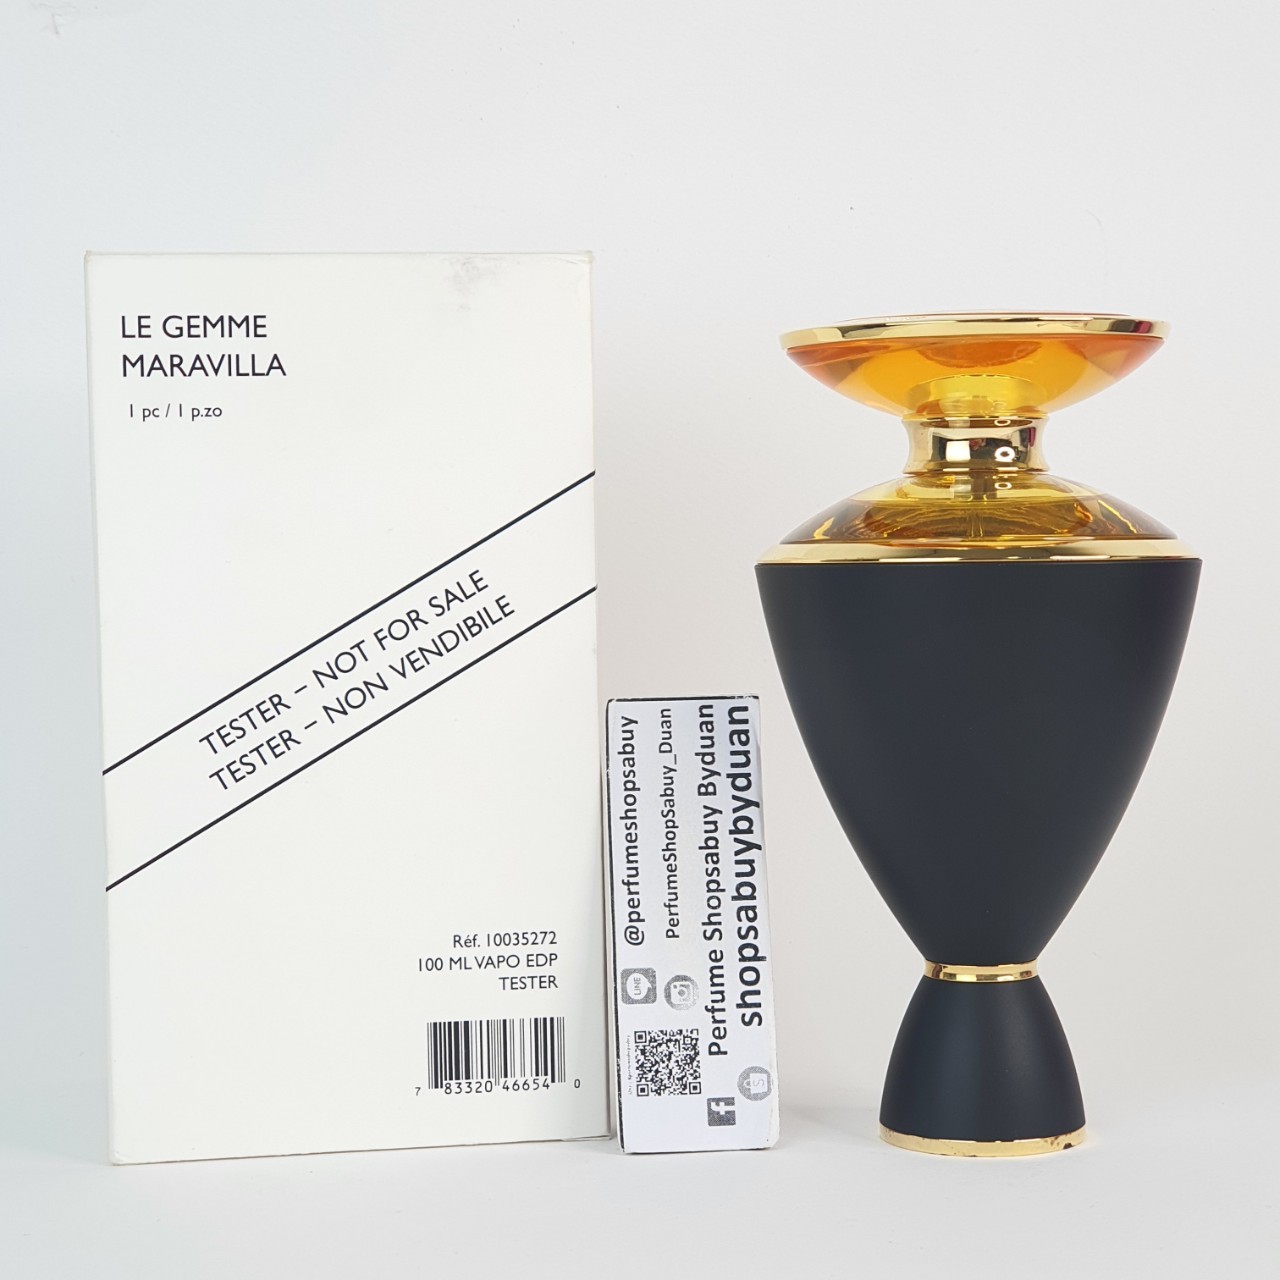 LE GEMME
MARAVILLA
1 pc / 1 p.zo
TESTER – NOT FOR SALE
TESTER – NON VENDIBILE
Réf. 10035272
100 ML VAPO EDP
TESTER
7 83320 46654 0
@perfumeshopsabuy
LINE
PerfumeShopSabuy_Duan
Perfume Shopsabuy Byduan
shopsabuybyduan